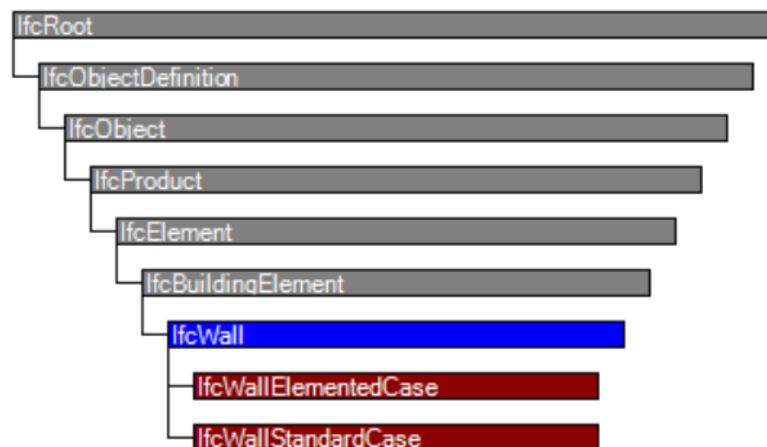 IfcRoot
IfcObjectDefinition
IfcObject
IfcProduct
IfcElement
IfcBuildingElement
IfcWall
IfcWallElementedCase
IfcWallStandardCase